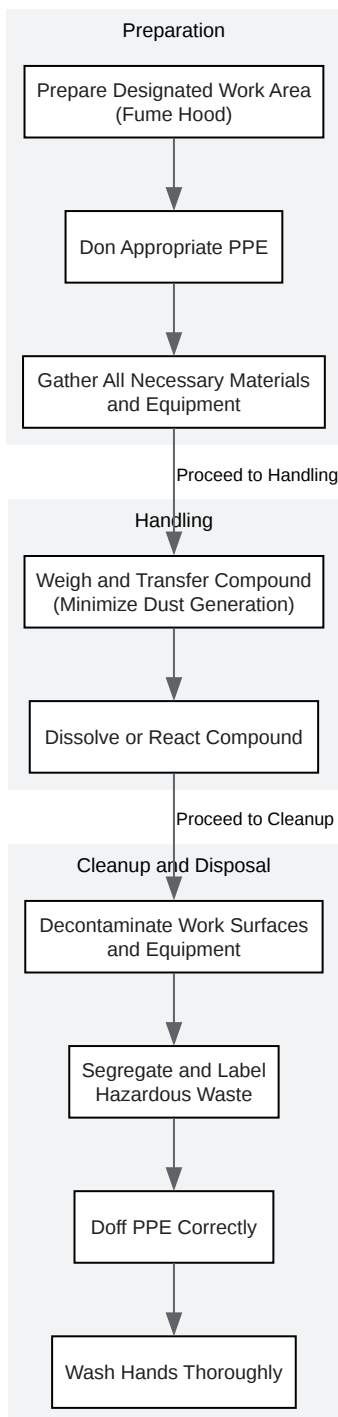 Preparation
Prepare Designated Work Area
(Fume Hood)
Don Appropriate PPE
Gather All Necessary Materials
and Equipment
Proceed to Handling
Handling
Weigh and Transfer Compound
(Minimize Dust Generation)
Dissolve or React Compound
Proceed to Cleanup
Cleanup and Disposal
Decontaminate Work Surfaces
and Equipment
Segregate and Label
Hazardous Waste
Doff PPE Correctly
Wash Hands Thoroughly